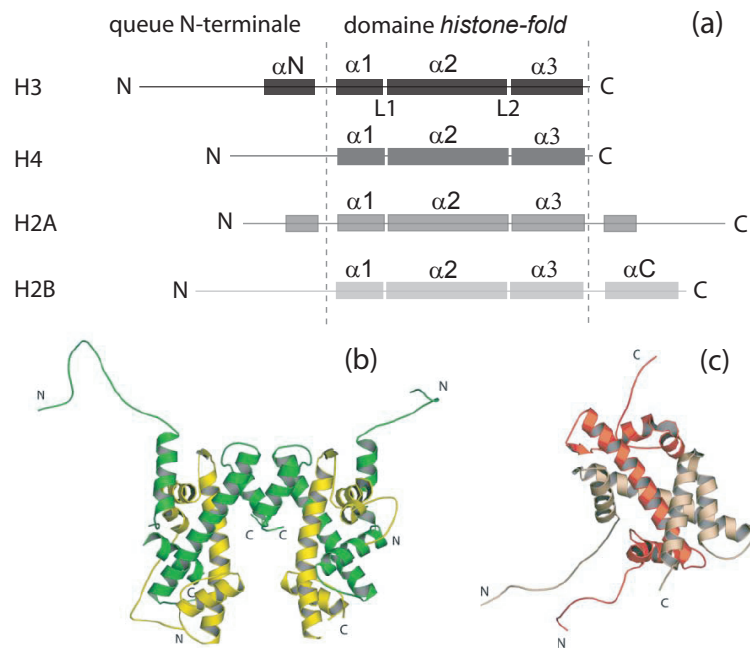 queue N-terminale domaine histone-fold (a)
αN α1 α2 α3
H3 N C
L1 L2
α1 α2 α3
H4 N C
α1 α2 α3
H2A N C
α1 α2 α3 αC
H2B N C
(b) (c)
C
N N
C C
N
C
N C
N
C
N